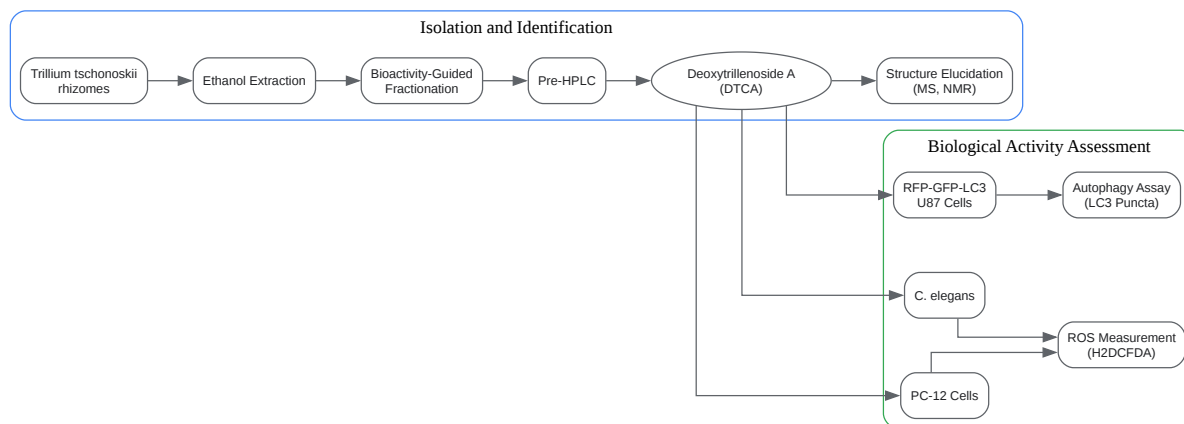 Isolation and Identification
Trillium tschonoskii
rhizomes
Ethanol Extraction
Bioactivity-Guided
Fractionation
Pre-HPLC
Deoxytrillenoside A
(DTCA)
Structure Elucidation
(MS, NMR)
Biological Activity Assessment
RFP-GFP-LC3
U87 Cells
Autophagy Assay
(LC3 Puncta)
C. elegans
ROS Measurement
(H2DCFDA)
PC-12 Cells